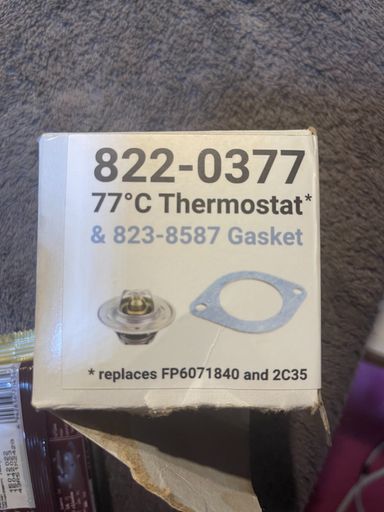 822-0377
77°C Thermostat*
& 823-8587 Gasket
* replaces FP6071840 and 2C35